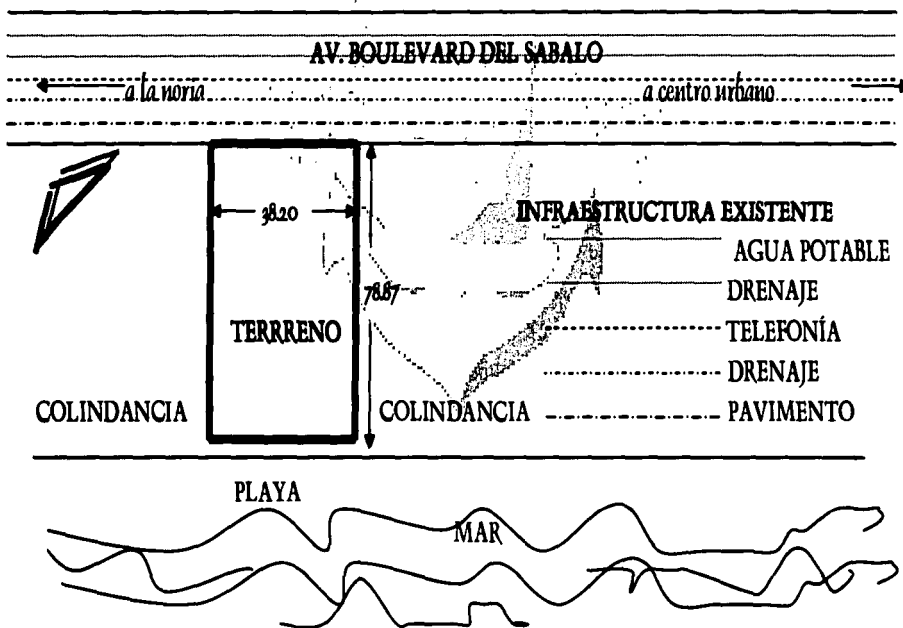 AV. BOULEVARD DEL SABALO
a la noria
a centro urbano
38.20
INFRAESTRUCTURA EXISTENTE
AGUA POTABLE
78.87
DRENAJE
TERRRENO
TELEFONÍA
DRENAJE
COLINDANCIA
COLINDANCIA
PAVIMENTO
PLAYA
MAR